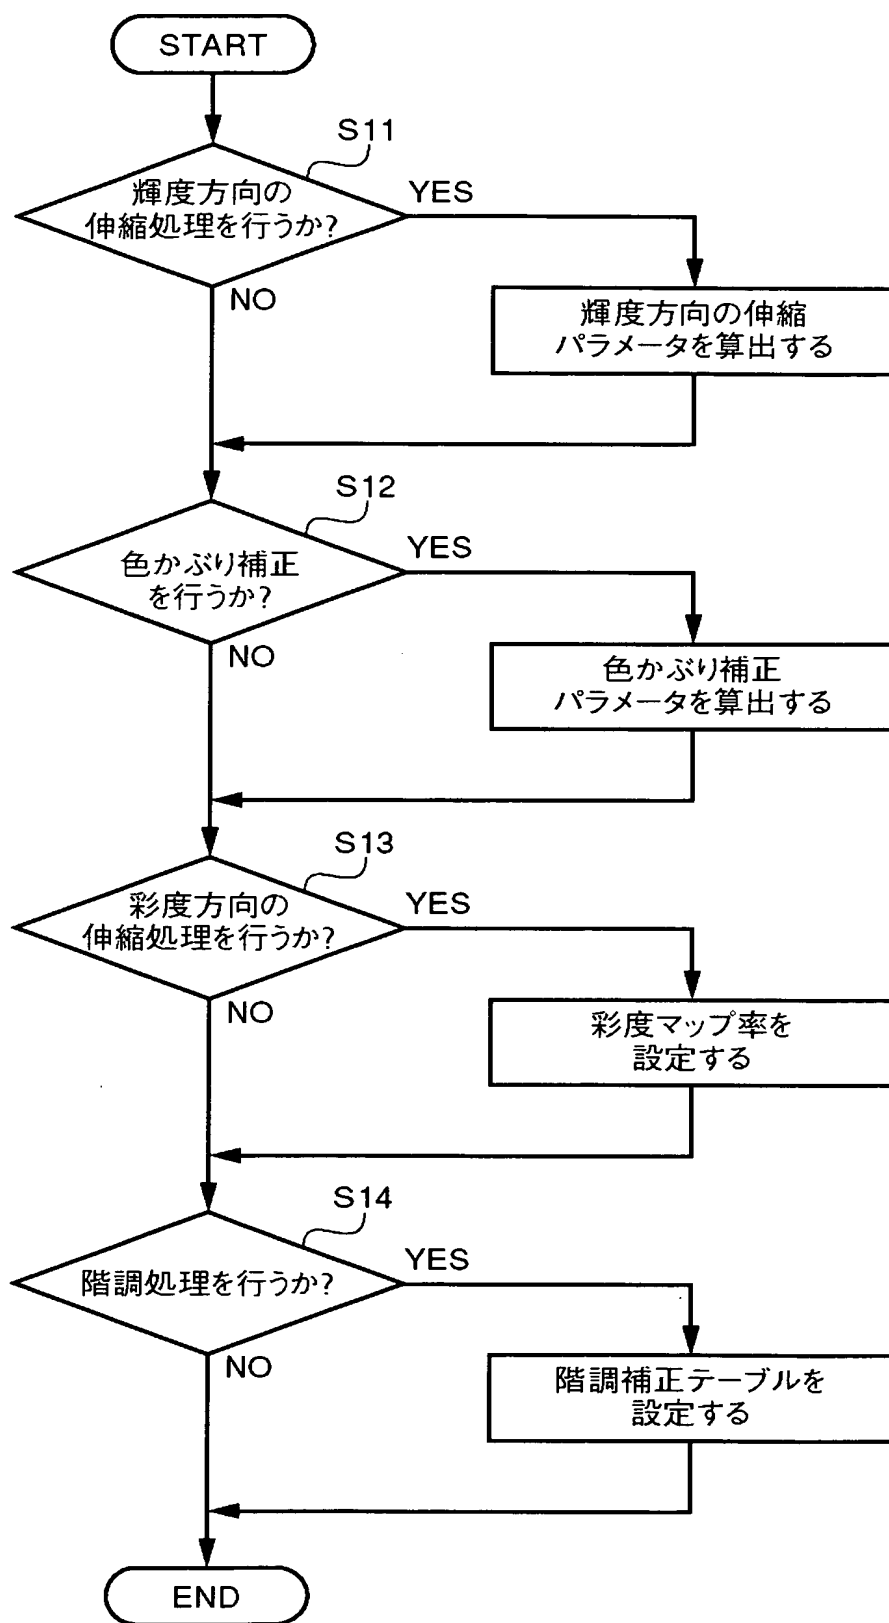 START
S11
輝度方向の
伸縮処理を行うか?
YES
NO
輝度方向の伸縮
パラメータを算出する
S12
色かぶり補正
を行うか?
YES
NO
色かぶり補正
パラメータを算出する
S13
彩度方向の
伸縮処理を行うか?
YES
NO
彩度マップ率を
設定する
S14
階調処理を行うか?
YES
NO
階調補正テーブルを
設定する
END